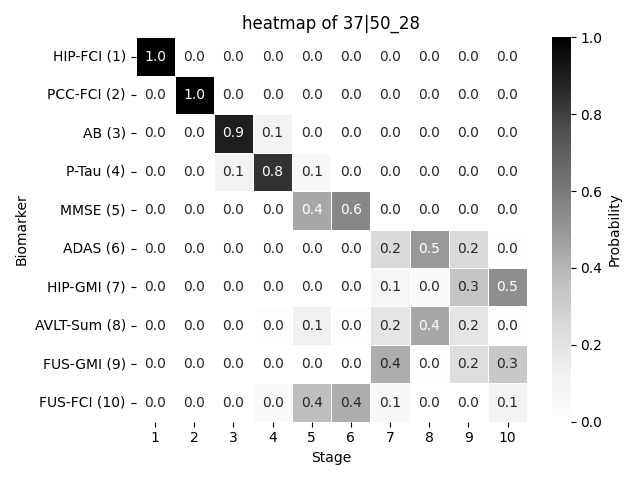 heatmap of 37|50_28
HIP-FCI (1) 1.0 0.0 0.0 0.0 0.0 0.0 0.0 0.0 0.0 0.0
PCC-FCI (2) 0.0 1.0 0.0 0.0 0.0 0.0 0.0 0.0 0.0 0.0
AB (3) 0.0 0.0 0.9 0.1 0.0 0.0 0.0 0.0 0.0 0.0
P-Tau (4) 0.0 0.0 0.1 0.8 0.1 0.0 0.0 0.0 0.0 0.0
MMSE (5) 0.0 0.0 0.0 0.0 0.4 0.6 0.0 0.0 0.0 0.0
ADAS (6) 0.0 0.0 0.0 0.0 0.0 0.0 0.2 0.5 0.2 0.0
HIP-GMI (7) 0.0 0.0 0.0 0.0 0.0 0.0 0.1 0.0 0.3 0.5
AVLT-Sum (8) 0.0 0.0 0.0 0.0 0.1 0.0 0.2 0.4 0.2 0.0
FUS-GMI (9) 0.0 0.0 0.0 0.0 0.0 0.0 0.4 0.0 0.2 0.3
FUS-FCI (10) 0.0 0.0 0.0 0.0 0.4 0.4 0.1 0.0 0.0 0.1
1 2 3 4 5 6 7 8 9 10
Stage
Biomarker
1.0
0.8
0.6
0.4
0.2
0.0
Probability